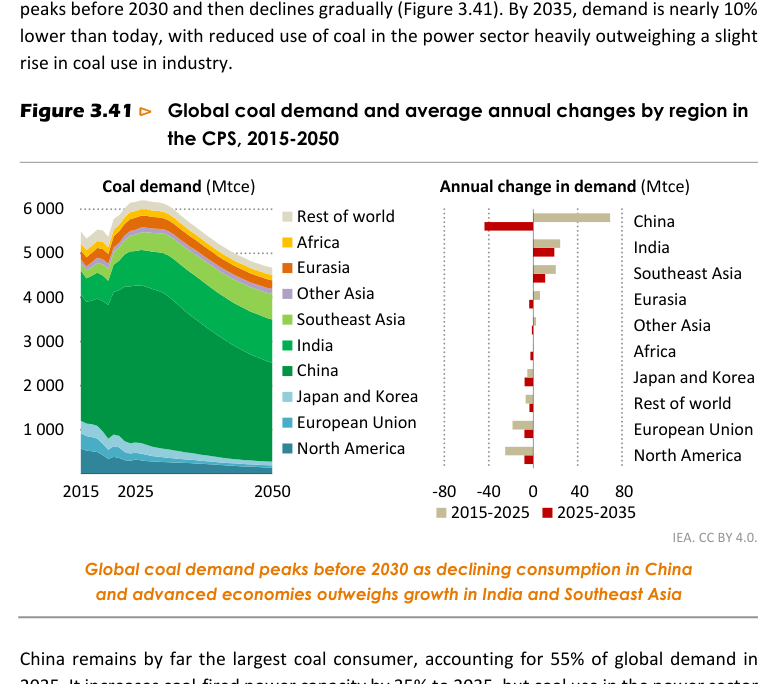 peaks before 2030 and then declines gradually (Figure 3.41). By 2035, demand is nearly 10%
lower than today, with reduced use of coal in the power sector heavily outweighing a slight
rise in coal use in industry.
Figure 3.41 ⊳ Global coal demand and average annual changes by region in
the CPS, 2015-2050
Coal demand (Mtce)
6 000
5 000
4 000
3 000
2 000
1 000
2015 2025 2050
Rest of world
Africa
Eurasia
Other Asia
Southeast Asia
India
China
Japan and Korea
European Union
North America
Annual change in demand (Mtce)
China
India
Southeast Asia
Eurasia
Other Asia
Africa
Japan and Korea
Rest of world
European Union
North America
-80 -40 0 40 80
2015-2025 2025-2035
IEA. CC BY 4.0.
Global coal demand peaks before 2030 as declining consumption in China
and advanced economies outweighs growth in India and Southeast Asia
China remains by far the largest coal consumer, accounting for 55% of global demand in